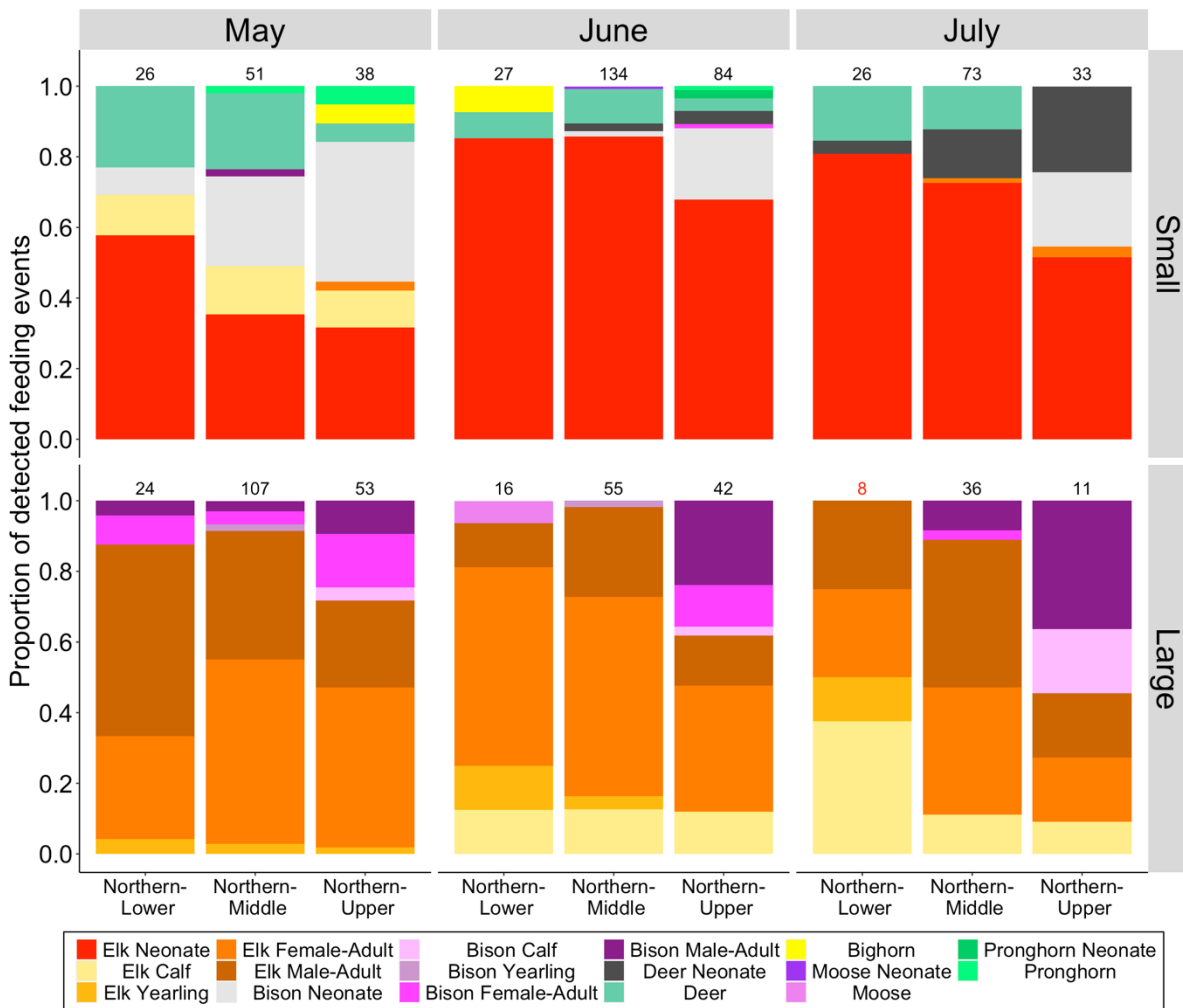 May June July
26 51 38 27 134 84 26 73 33
1.0
0.8
0.6
0.4
0.2
0.0
Small
Proportion of detected feeding events
24 107 53 16 55 42 8 36 11
1.0
0.8
0.6
0.4
0.2
0.0
Large
Northern- Northern- Northern- Northern- Northern- Northern- Northern- Northern- Northern-
Lower Middle Upper Lower Middle Upper Lower Middle Upper
Elk Neonate Elk Female-Adult Bison Calf Bison Male-Adult Bighorn Pronghorn Neonate
Elk Calf Elk Male-Adult Bison Yearling Deer Neonate Moose Neonate Pronghorn
Elk Yearling Bison Neonate Bison Female-Adult Deer Moose